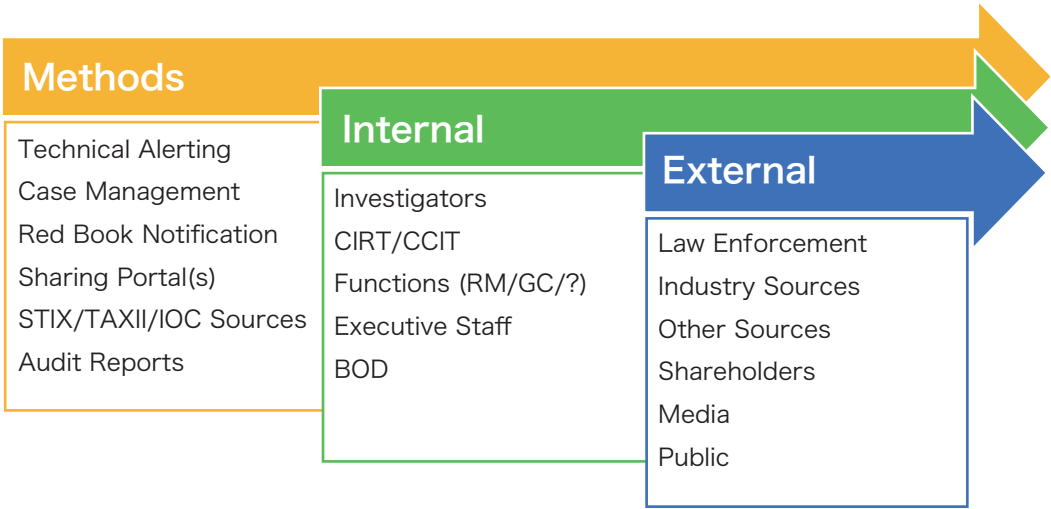 Methods
Technical Alerting
Case Management
Red Book Notification
Sharing Portal(s)
STIX/TAXII/IOC Sources
Audit Reports
Internal
Investigators
CIRT/CCIT
Functions (RM/GC/?)
Executive Staff
BOD
External
Law Enforcement
Industry Sources
Other Sources
Shareholders
Media
Public